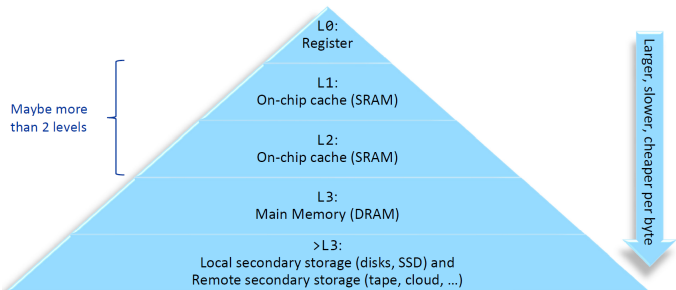 L0:
Register
L1:
On-chip cache (SRAM)
Maybe more
than 2 levels
L2:
On-chip cache (SRAM)
L3:
Main Memory (DRAM)
>L3:
Local secondary storage (disks, SSD) and
Remote secondary storage (tape, cloud, …)
Larger, slower, cheaper per byte